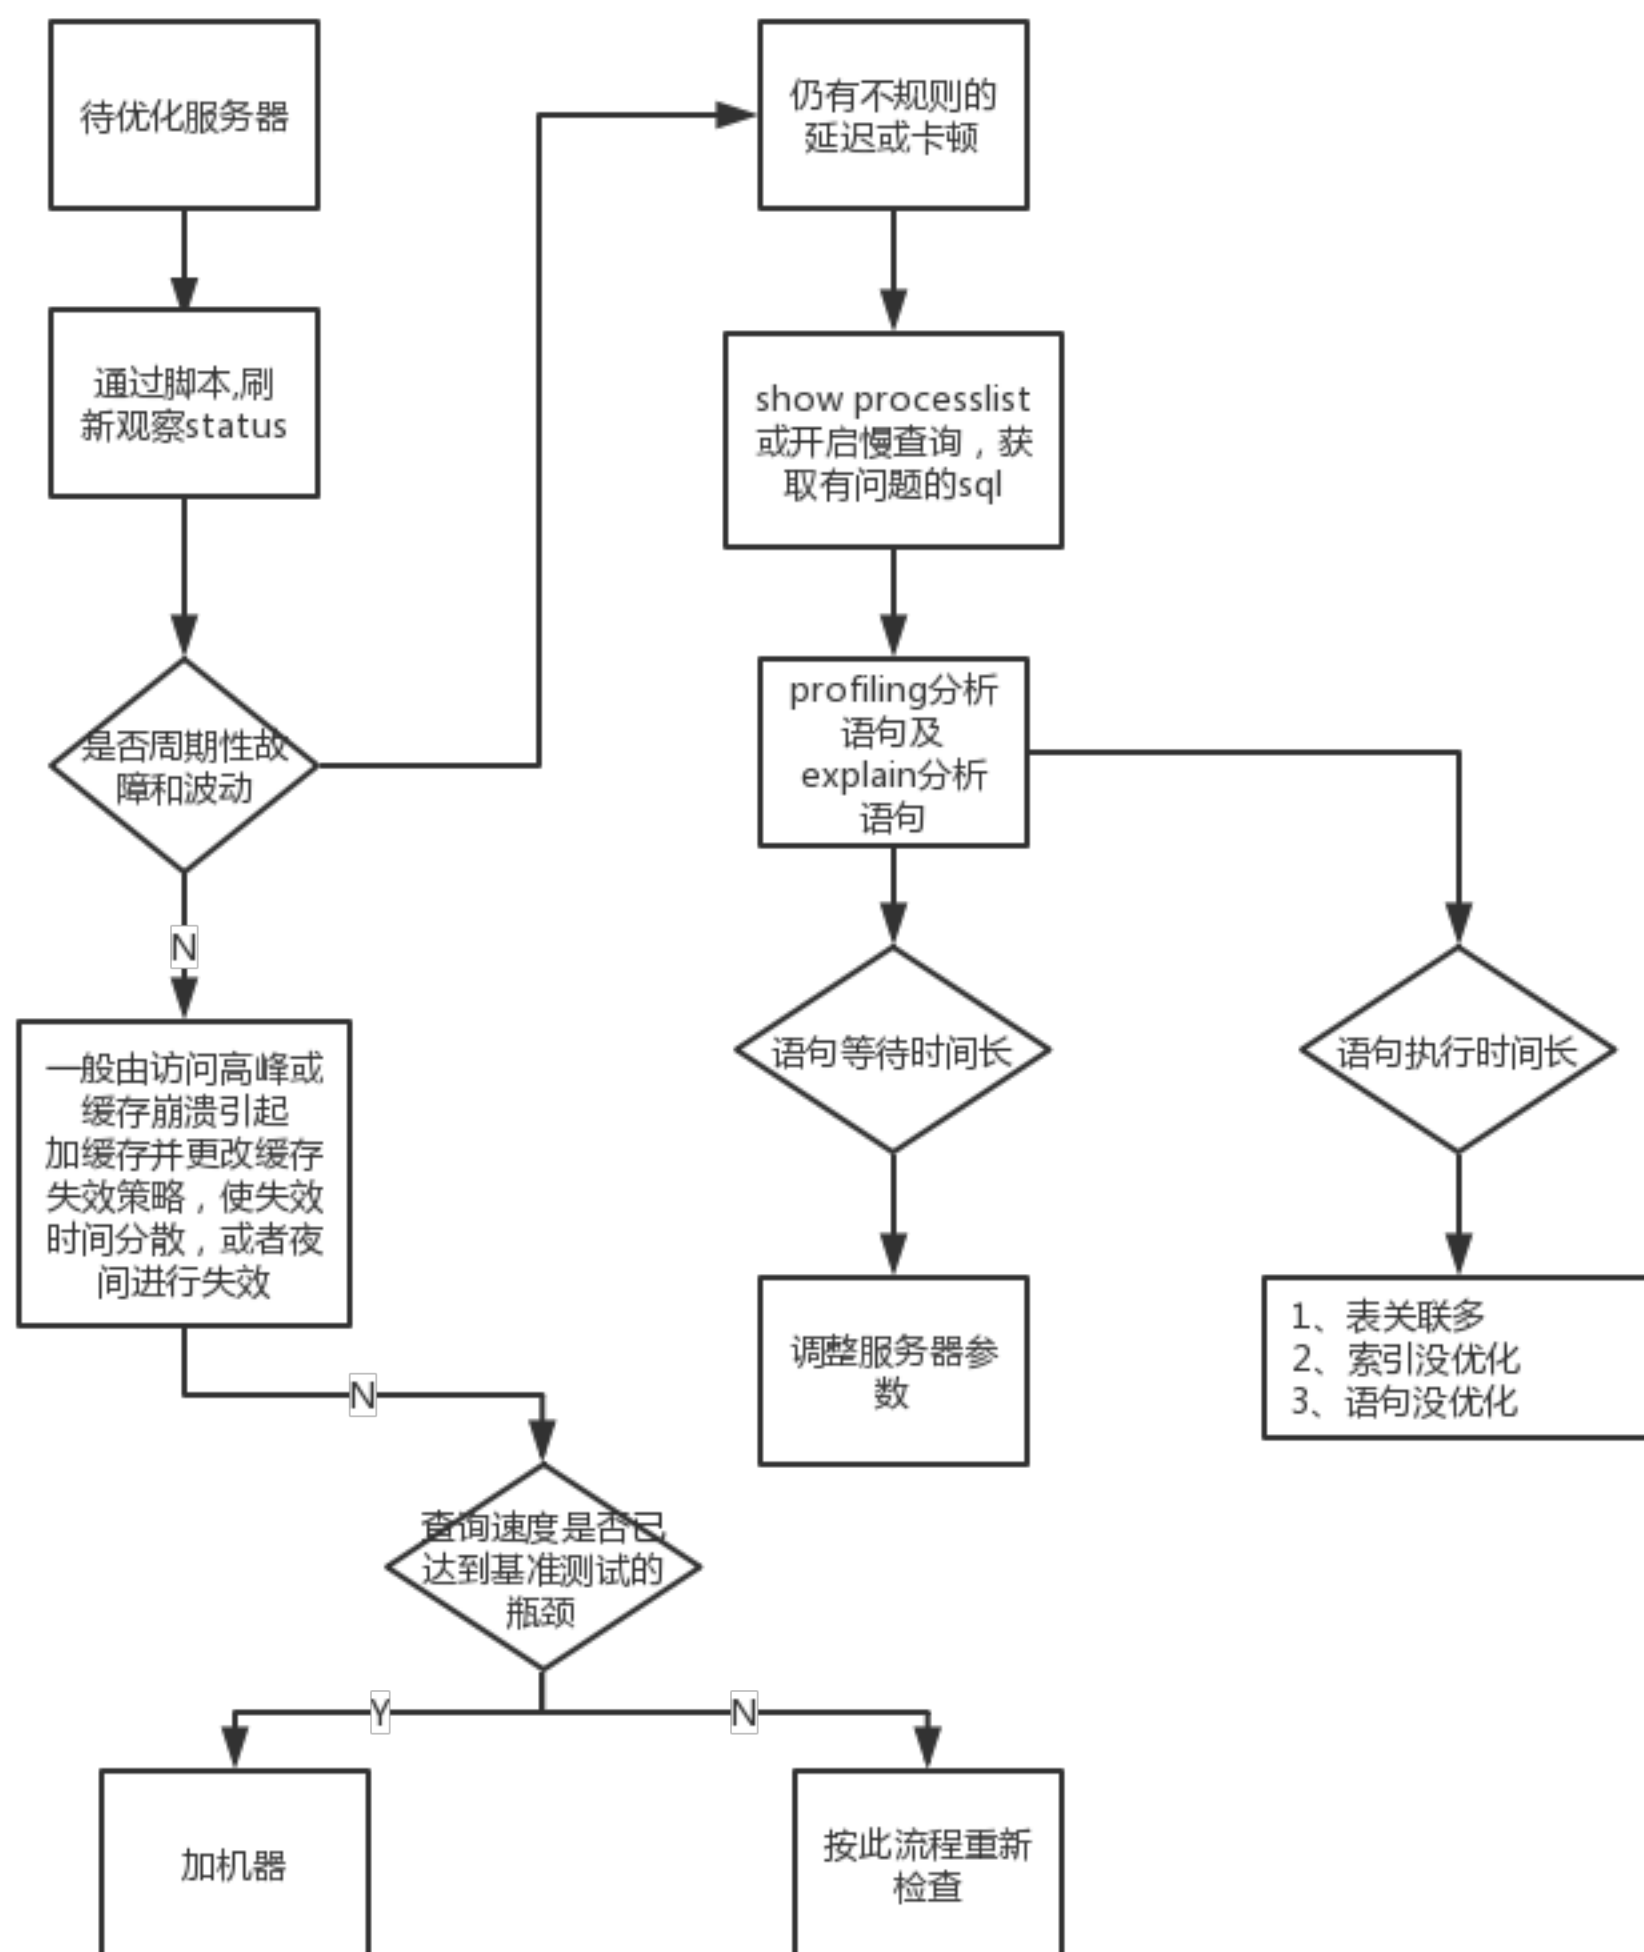 待优化服务器
通过脚本,刷
新观察status
是否周期性故
障和波动
N
一般由访问高峰或
缓存崩溃引起
加缓存并更改缓存
失效策略，使失效
时间分散，或者夜
间进行失效
N
查询速度是否已
达到基准测试的
瓶颈
Y
N
加机器
按此流程重新
检查
仍有不规则的
延迟或卡顿
show processlist
或开启慢查询，获
取有问题的sql
profiling分析
语句及
explain分析
语句
语句等待时间长
调整服务器参
数
语句执行时间长
1、表关联多
2、索引没优化
3、语句没优化